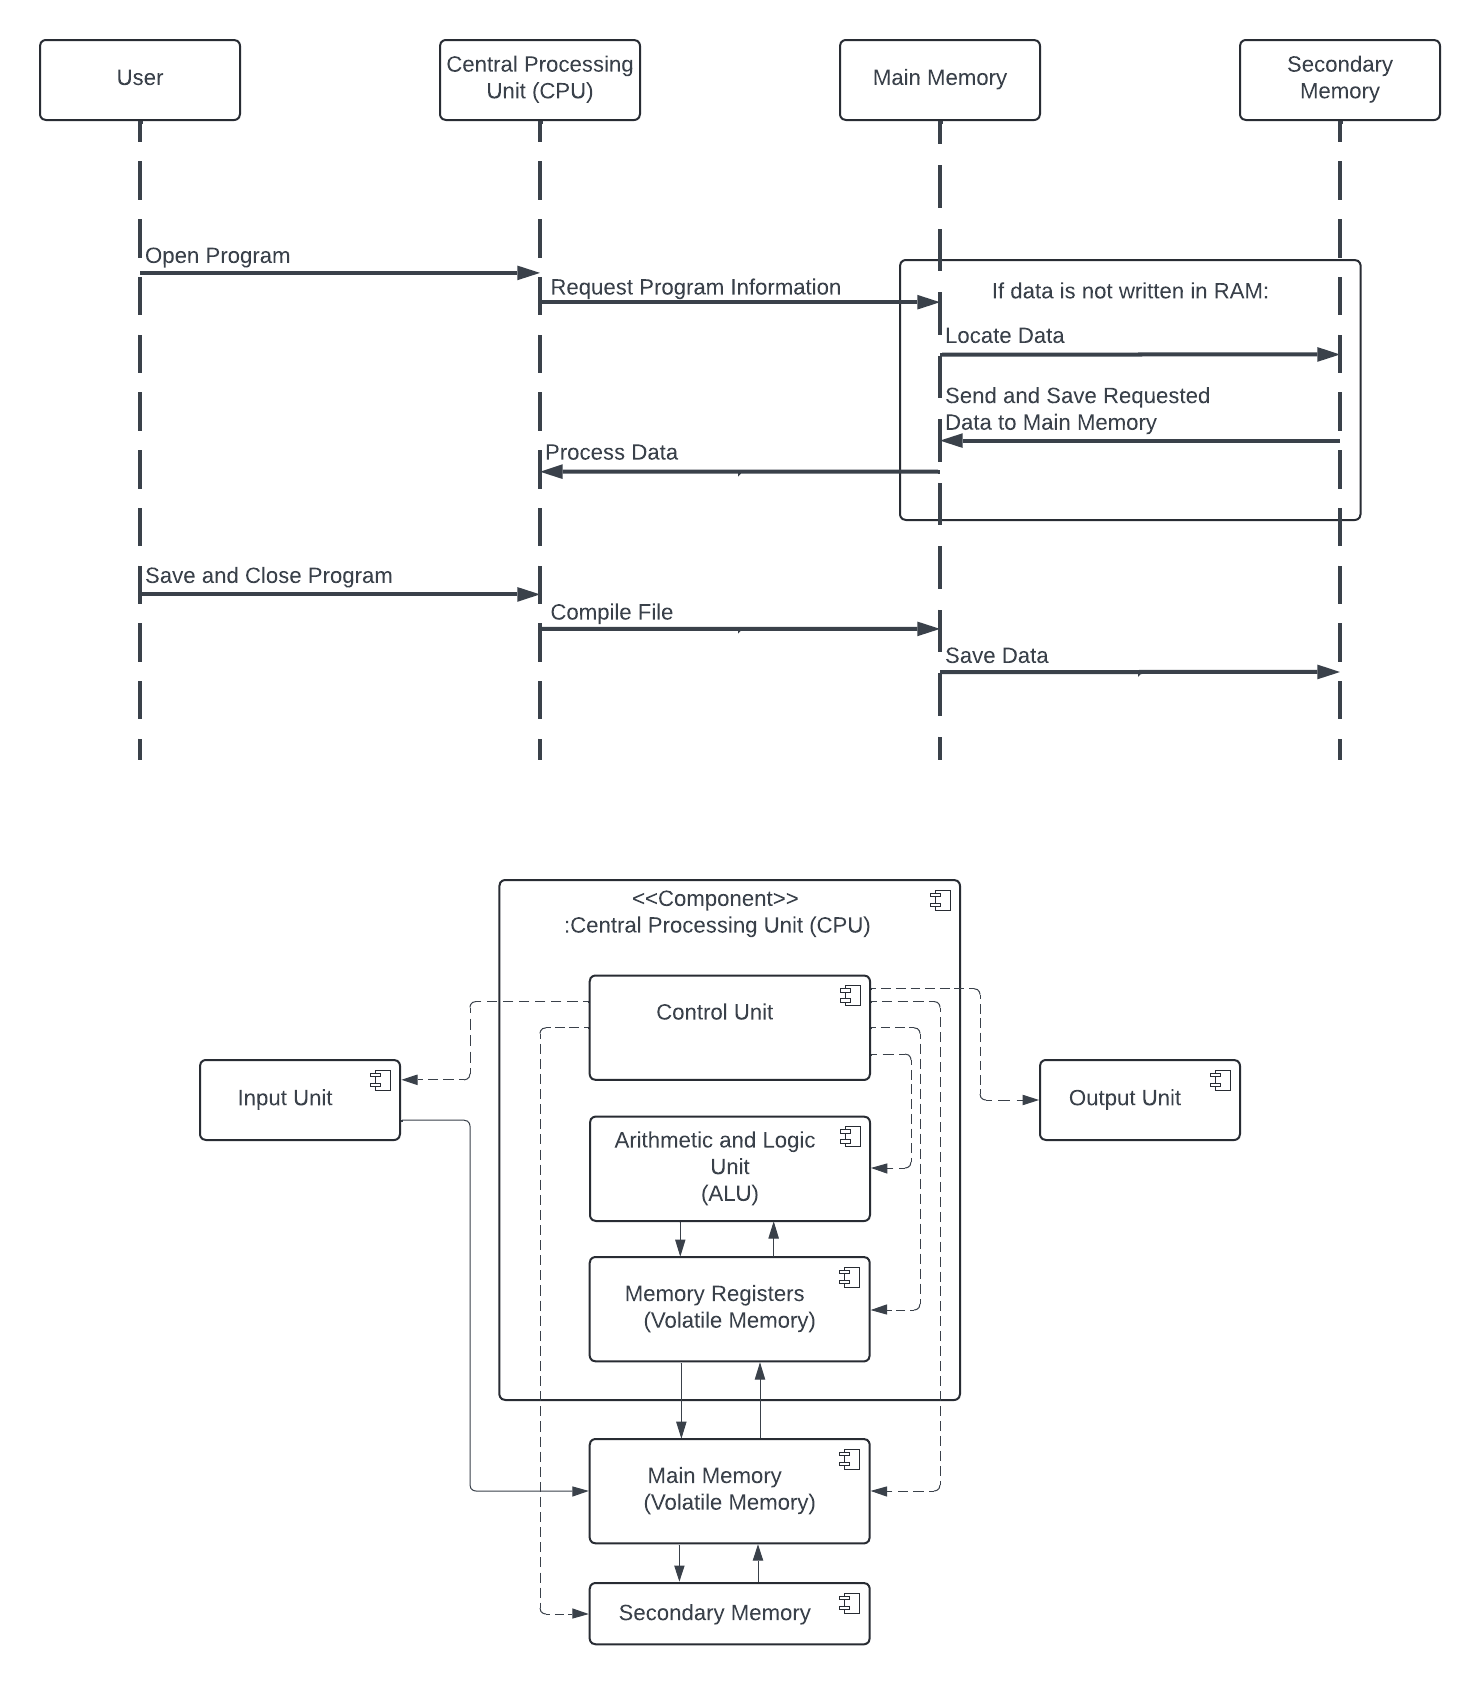 User
Central Processing
Unit (CPU)
Main Memory
Secondary
Memory
Open Program
Request Program Information
If data is not written in RAM:
Locate Data
Send and Save Requested
Data to Main Memory
Process Data
Save and Close Program
Compile File
Save Data
<<Component>>
:Central Processing Unit (CPU)
Control Unit
Input Unit
Output Unit
Arithmetic and Logic
Unit
(ALU)
Memory Registers
(Volatile Memory)
Main Memory
(Volatile Memory)
Secondary Memory